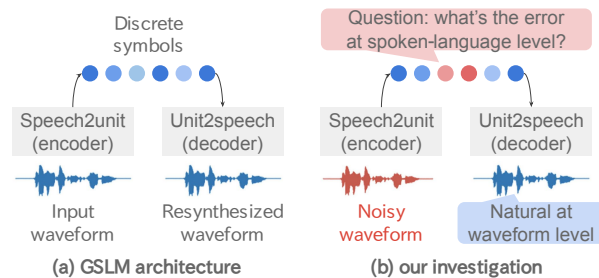 Discrete
symbols
Speech2unit
(encoder)
Unit2speech
(decoder)
Input
waveform
Resynthesized
waveform
(a) GSLM architecture
Question: what's the error
at spoken-language level?
Speech2unit
(encoder)
Unit2speech
(decoder)
Noisy
waveform
Natural at
waveform level
(b) our investigation